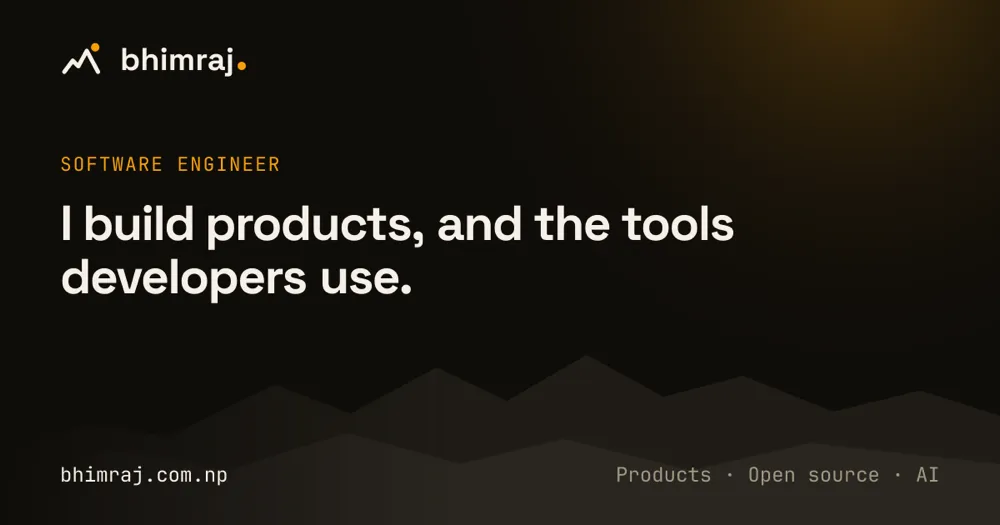 bhimraj.
SOFTWARE ENGINEER
I build products, and the tools
developers use.
bhimraj.com.np
Products · Open source · AI